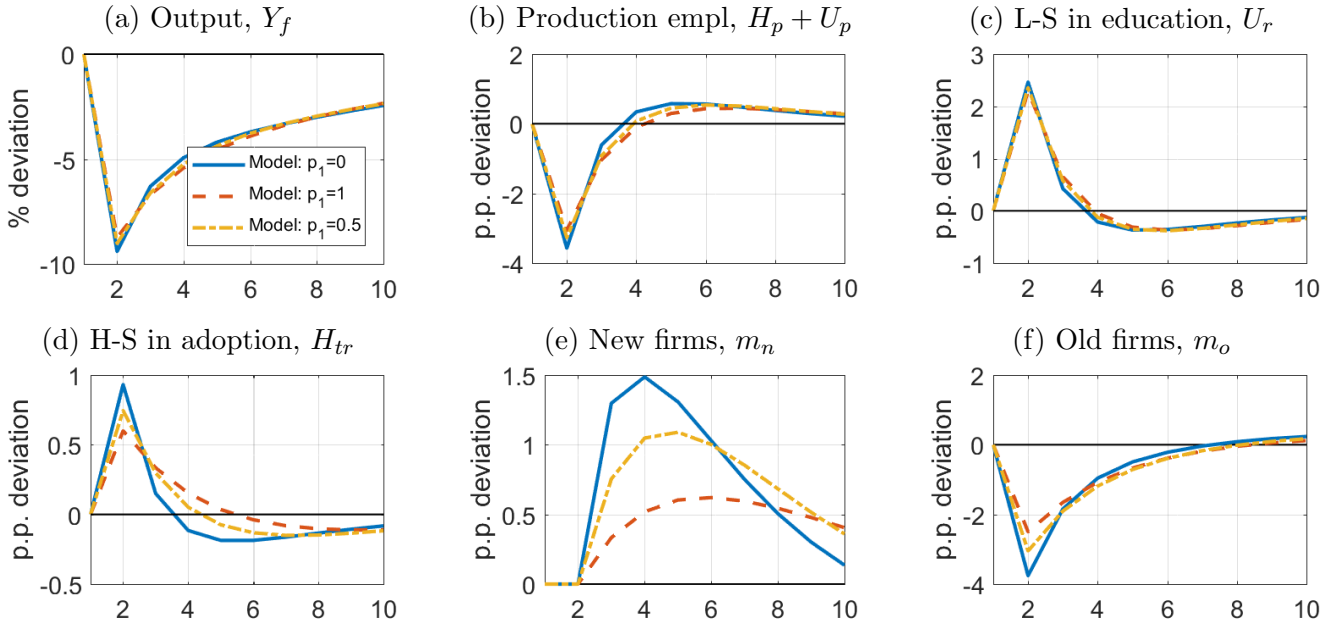 (a) Output, Y_f
(b) Production empl, H_p + U_p
(c) L-S in education, U_r
0
-5
-10
% deviation
2 4 6 8 10
Model: p_1=0
Model: p_1=1
Model: p_1=0.5
2
0
-2
-4
p.p. deviation
2 4 6 8 10
3
2
1
0
-1
p.p. deviation
2 4 6 8 10
(d) H-S in adoption, H_tr
(e) New firms, m_n
(f) Old firms, m_o
1
0.5
0
-0.5
p.p. deviation
2 4 6 8 10
1.5
1
0.5
0
p.p. deviation
2 4 6 8 10
2
0
-2
-4
p.p. deviation
2 4 6 8 10